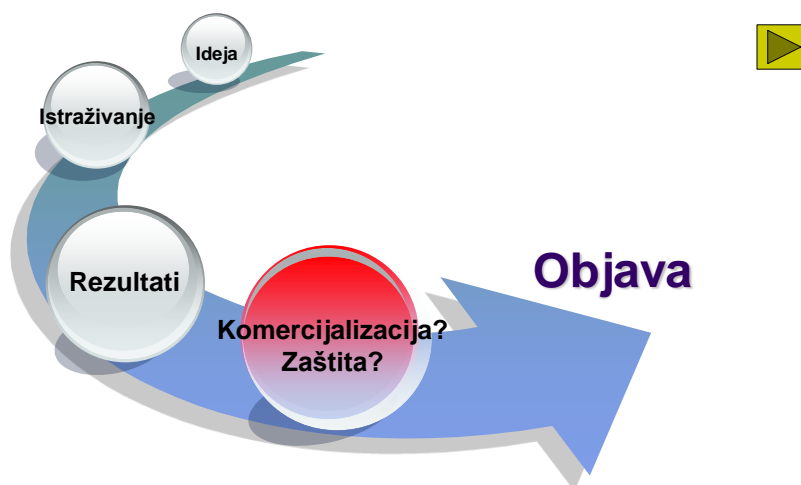 Ideja
Istraživanje
Rezultati
Komercijalizacija?
Zaštita?
Objava